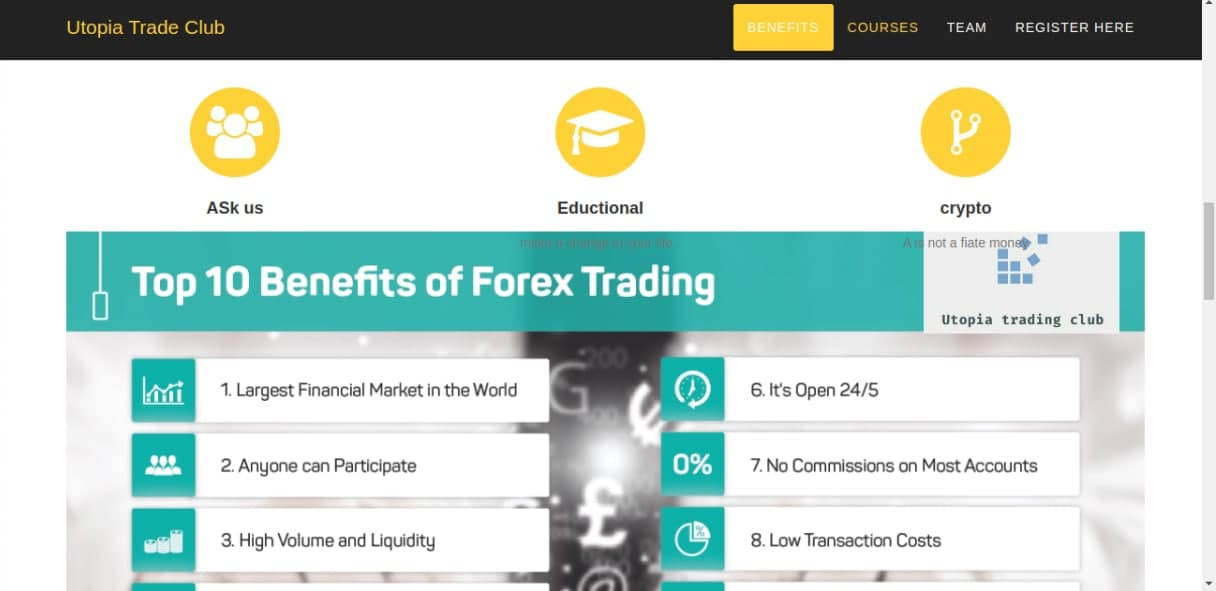 Utopia Trade Club
BENEFITS COURSES TEAM REGISTER HERE
ASk us
Eductional
crypto
make a change in your life
A is not a fiate money
Top 10 Benefits of Forex Trading
Utopia trading club
1. Largest Financial Market in the World
2. Anyone can Participate
3. High Volume and Liquidity
6. It's Open 24/5
0%
7. No Commissions on Most Accounts
%
8. Low Transaction Costs
200
G
£
@